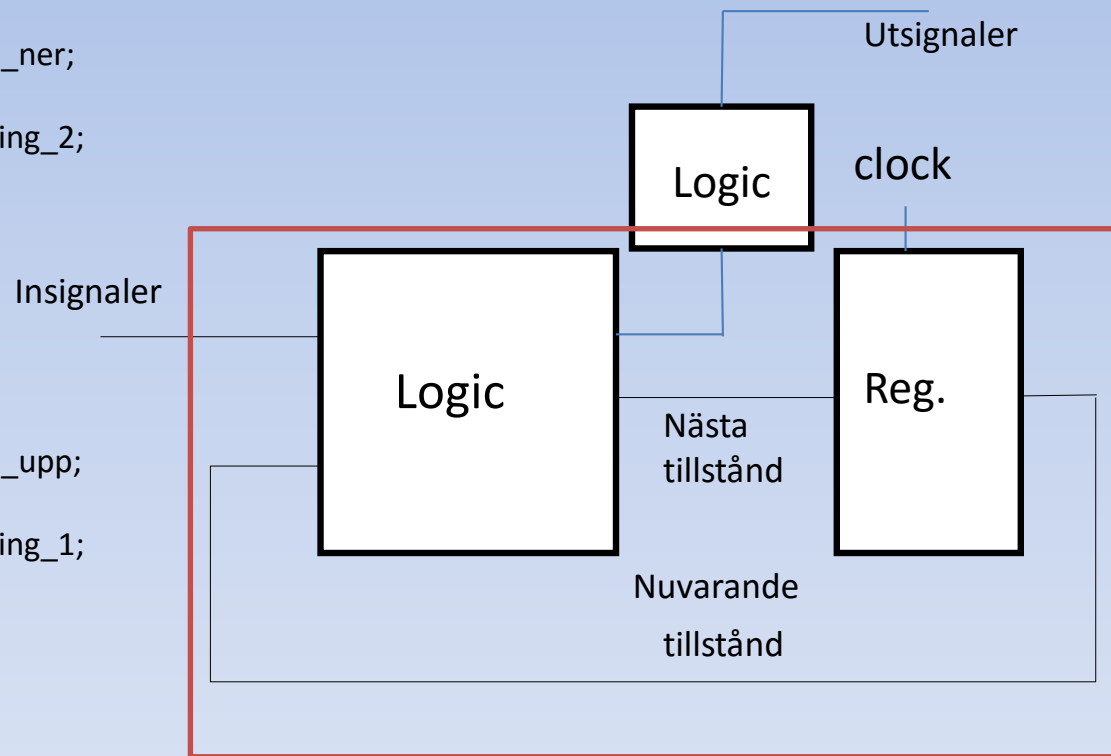 _ner;
ing_2;
_upp;
ing_1;
Utsignaler
Logic
clock
Insignaler
Logic
Reg.
Nästa
tillstånd
Nuvarande
tillstånd